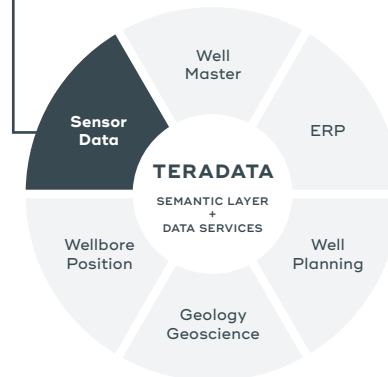 Well
Master
Sensor
Data
ERP
TERADATA
SEMANTIC LAYER
+
DATA SERVICES
Wellbore
Position
Well
Planning
Geology
Geoscience